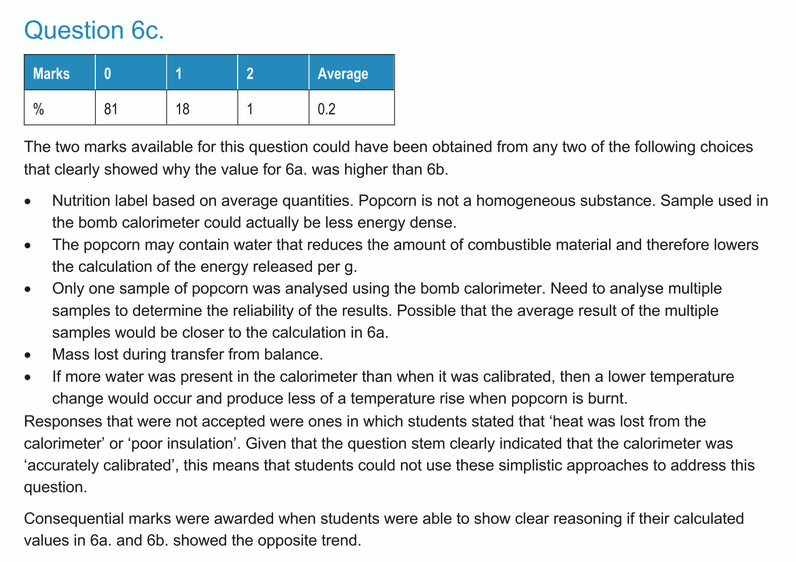 Question 6c.
Marks 0 1 2 Average
% 81 18 1 0.2
The two marks available for this question could have been obtained from any two of the following choices
that clearly showed why the value for 6a. was higher than 6b.
• Nutrition label based on average quantities. Popcorn is not a homogeneous substance. Sample used in
the bomb calorimeter could actually be less energy dense.
• The popcorn may contain water that reduces the amount of combustible material and therefore lowers
the calculation of the energy released per g.
• Only one sample of popcorn was analysed using the bomb calorimeter. Need to analyse multiple
samples to determine the reliability of the results. Possible that the average result of the multiple
samples would be closer to the calculation in 6a.
• Mass lost during transfer from balance.
• If more water was present in the calorimeter than when it was calibrated, then a lower temperature
change would occur and produce less of a temperature rise when popcorn is burnt.
Responses that were not accepted were ones in which students stated that ‘heat was lost from the
calorimeter’ or ‘poor insulation’. Given that the question stem clearly indicated that the calorimeter was
‘accurately calibrated’, this means that students could not use these simplistic approaches to address this
question.
Consequential marks were awarded when students were able to show clear reasoning if their calculated
values in 6a. and 6b. showed the opposite trend.